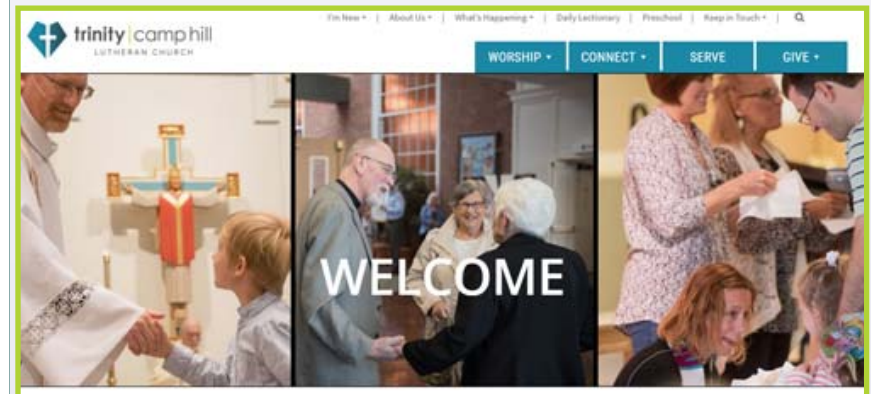 I'm New | About Us | What's Happening | Daily Lectionary | Preschool | Keep in Touch |
trinity | camp hill
LUTHERAN CHURCH
WORSHIP CONNECT SERVE GIVE
WELCOME